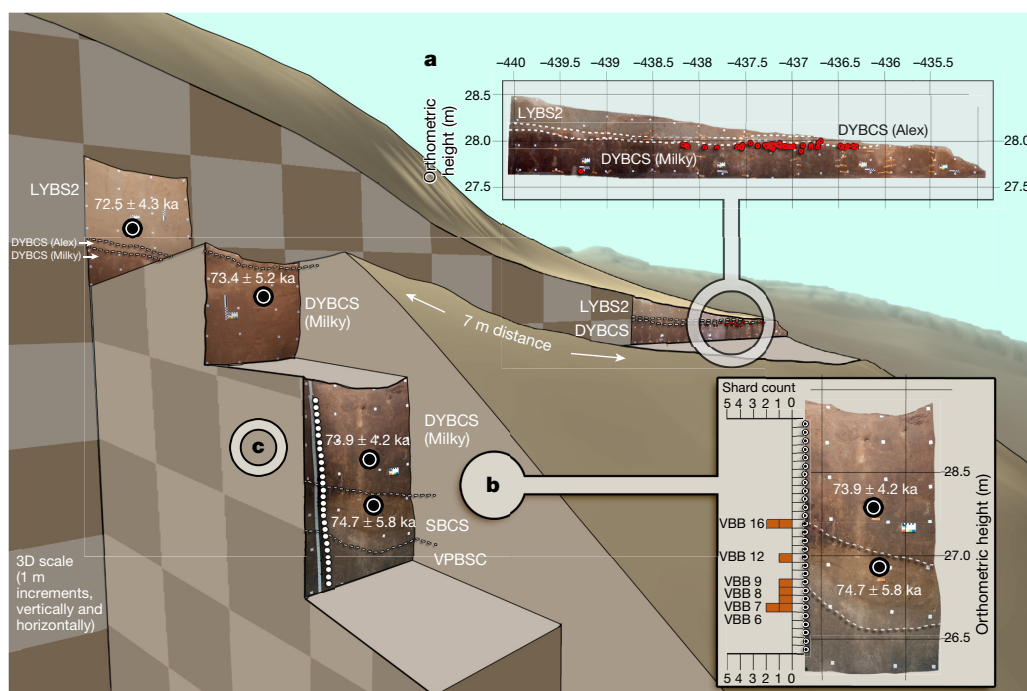 a
−440 −439.5 −439 −438.5 −438 −437.5 −437 −436.5 −436 −435.5
Orthometric
height (m)
28.5
28.0
27.5
28.0
27.5
LYBS2
DYBCS (Alex)
DYBCS (Milky)
LYBS2
72.5 ± 4.3 ka
DYBCS (Alex)
DYBCS (Milky)
73.4 ± 5.2 ka
DYBCS
(Milky)
7 m distance
LYBS2
DYBCS
c
DYBCS
(Milky)
73.9 ± 4.2 ka
74.7 ± 5.8 ka
SBCS
VPBSC
3D scale
(1 m
increments,
vertically and
horizontally)
b
Shard count
5 4 3 2 1 0
73.9 ± 4.2 ka
74.7 ± 5.8 ka
VBB 16
VBB 12
VBB 9
VBB 8
VBB 7
VBB 6
28.5
27.0
26.5
Orthometric height (m)
5 4 3 2 1 0